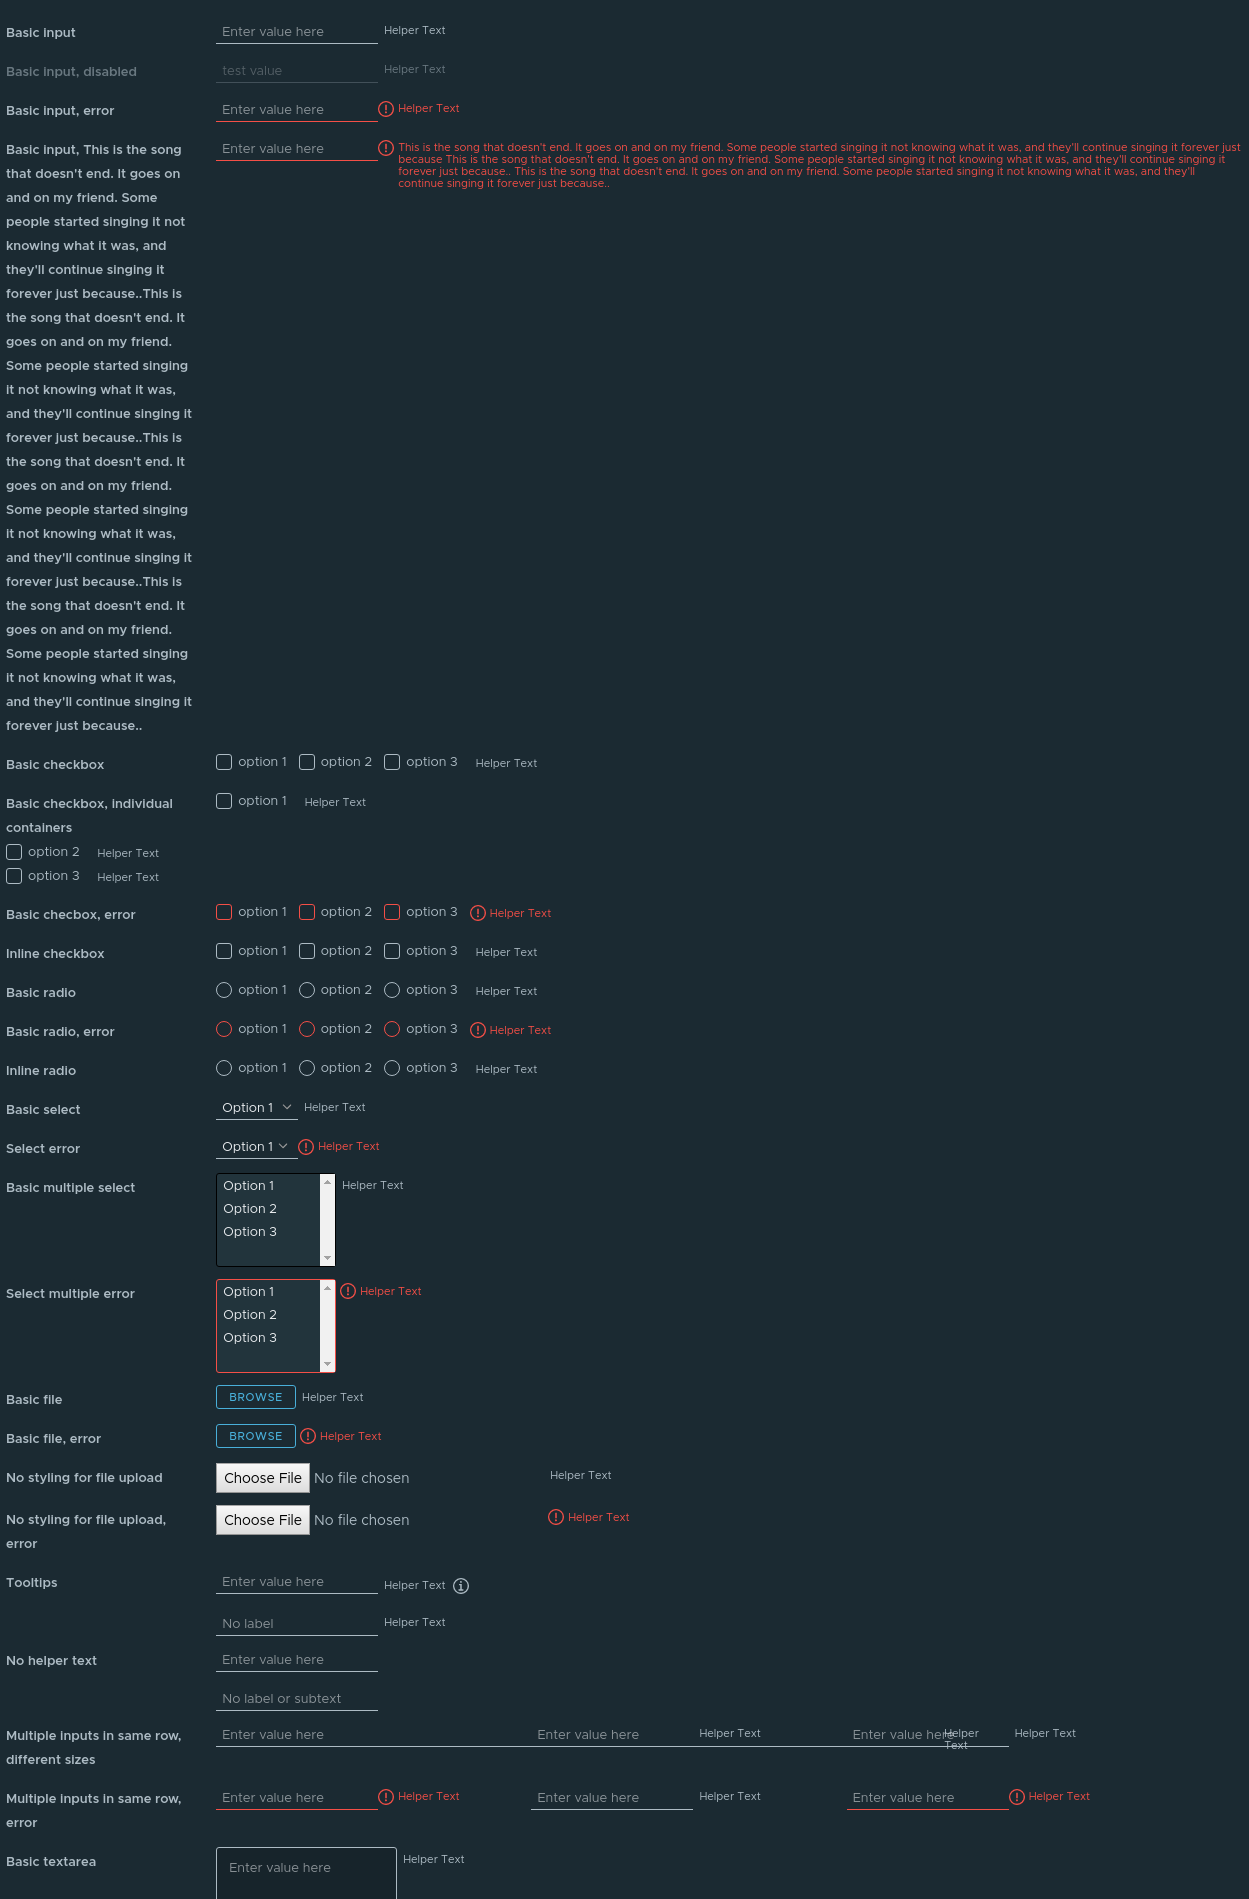 Basic input Enter value here Helper Text
Basic input, disabled test value Helper Text
Basic input, error Enter value here Helper Text
Basic input, This is the song Enter value here This is the song that doesn't end. It goes on and on my friend. Some people started singing it not knowing what it was, and they'll continue singing it forever just
because This is the song that doesn't end. It goes on and on my friend. Some people started singing it not knowing what it was, and they'll continue singing it
forever just because.. This is the song that doesn't end. It goes on and on my friend. Some people started singing it not knowing what it was, and they'll
continue singing it forever just because..
that doesn't end. It goes on
and on my friend. Some
people started singing it not
knowing what it was, and
they'll continue singing it
forever just because..This is
the song that doesn't end. It
goes on and on my friend.
Some people started singing
it not knowing what it was,
and they'll continue singing it
forever just because..This is
the song that doesn't end. It
goes on and on my friend.
Some people started singing
it not knowing what it was,
and they'll continue singing it
forever just because..This is
the song that doesn't end. It
goes on and on my friend.
Some people started singing
it not knowing what it was,
and they'll continue singing it
forever just because..
Basic checkbox option 1 option 2 option 3 Helper Text
Basic checkbox, individual option 1 Helper Text
containers
option 2 Helper Text
option 3 Helper Text
Basic checbox, error option 1 option 2 option 3 Helper Text
Inline checkbox option 1 option 2 option 3 Helper Text
Basic radio option 1 option 2 option 3 Helper Text
Basic radio, error option 1 option 2 option 3 Helper Text
Inline radio option 1 option 2 option 3 Helper Text
Basic select Option 1 Helper Text
Select error Option 1 Helper Text
Basic multiple select Option 1 Helper Text
Option 2
Option 3
Select multiple error Option 1 Helper Text
Option 2
Option 3
Basic file BROWSE Helper Text
Basic file, error BROWSE Helper Text
No styling for file upload Choose File No file chosen Helper Text
No styling for file upload, Choose File No file chosen Helper Text
error
Tooltips Enter value here Helper Text
No label Helper Text
No helper text Enter value here
No label or subtext
Multiple inputs in same row, Enter value here Enter value here Helper Text Enter value here Helper Helper Text
different sizes Text
Multiple inputs in same row, Enter value here Helper Text Enter value here Helper Text Enter value here Helper Text
error
Basic textarea Enter value here Helper Text